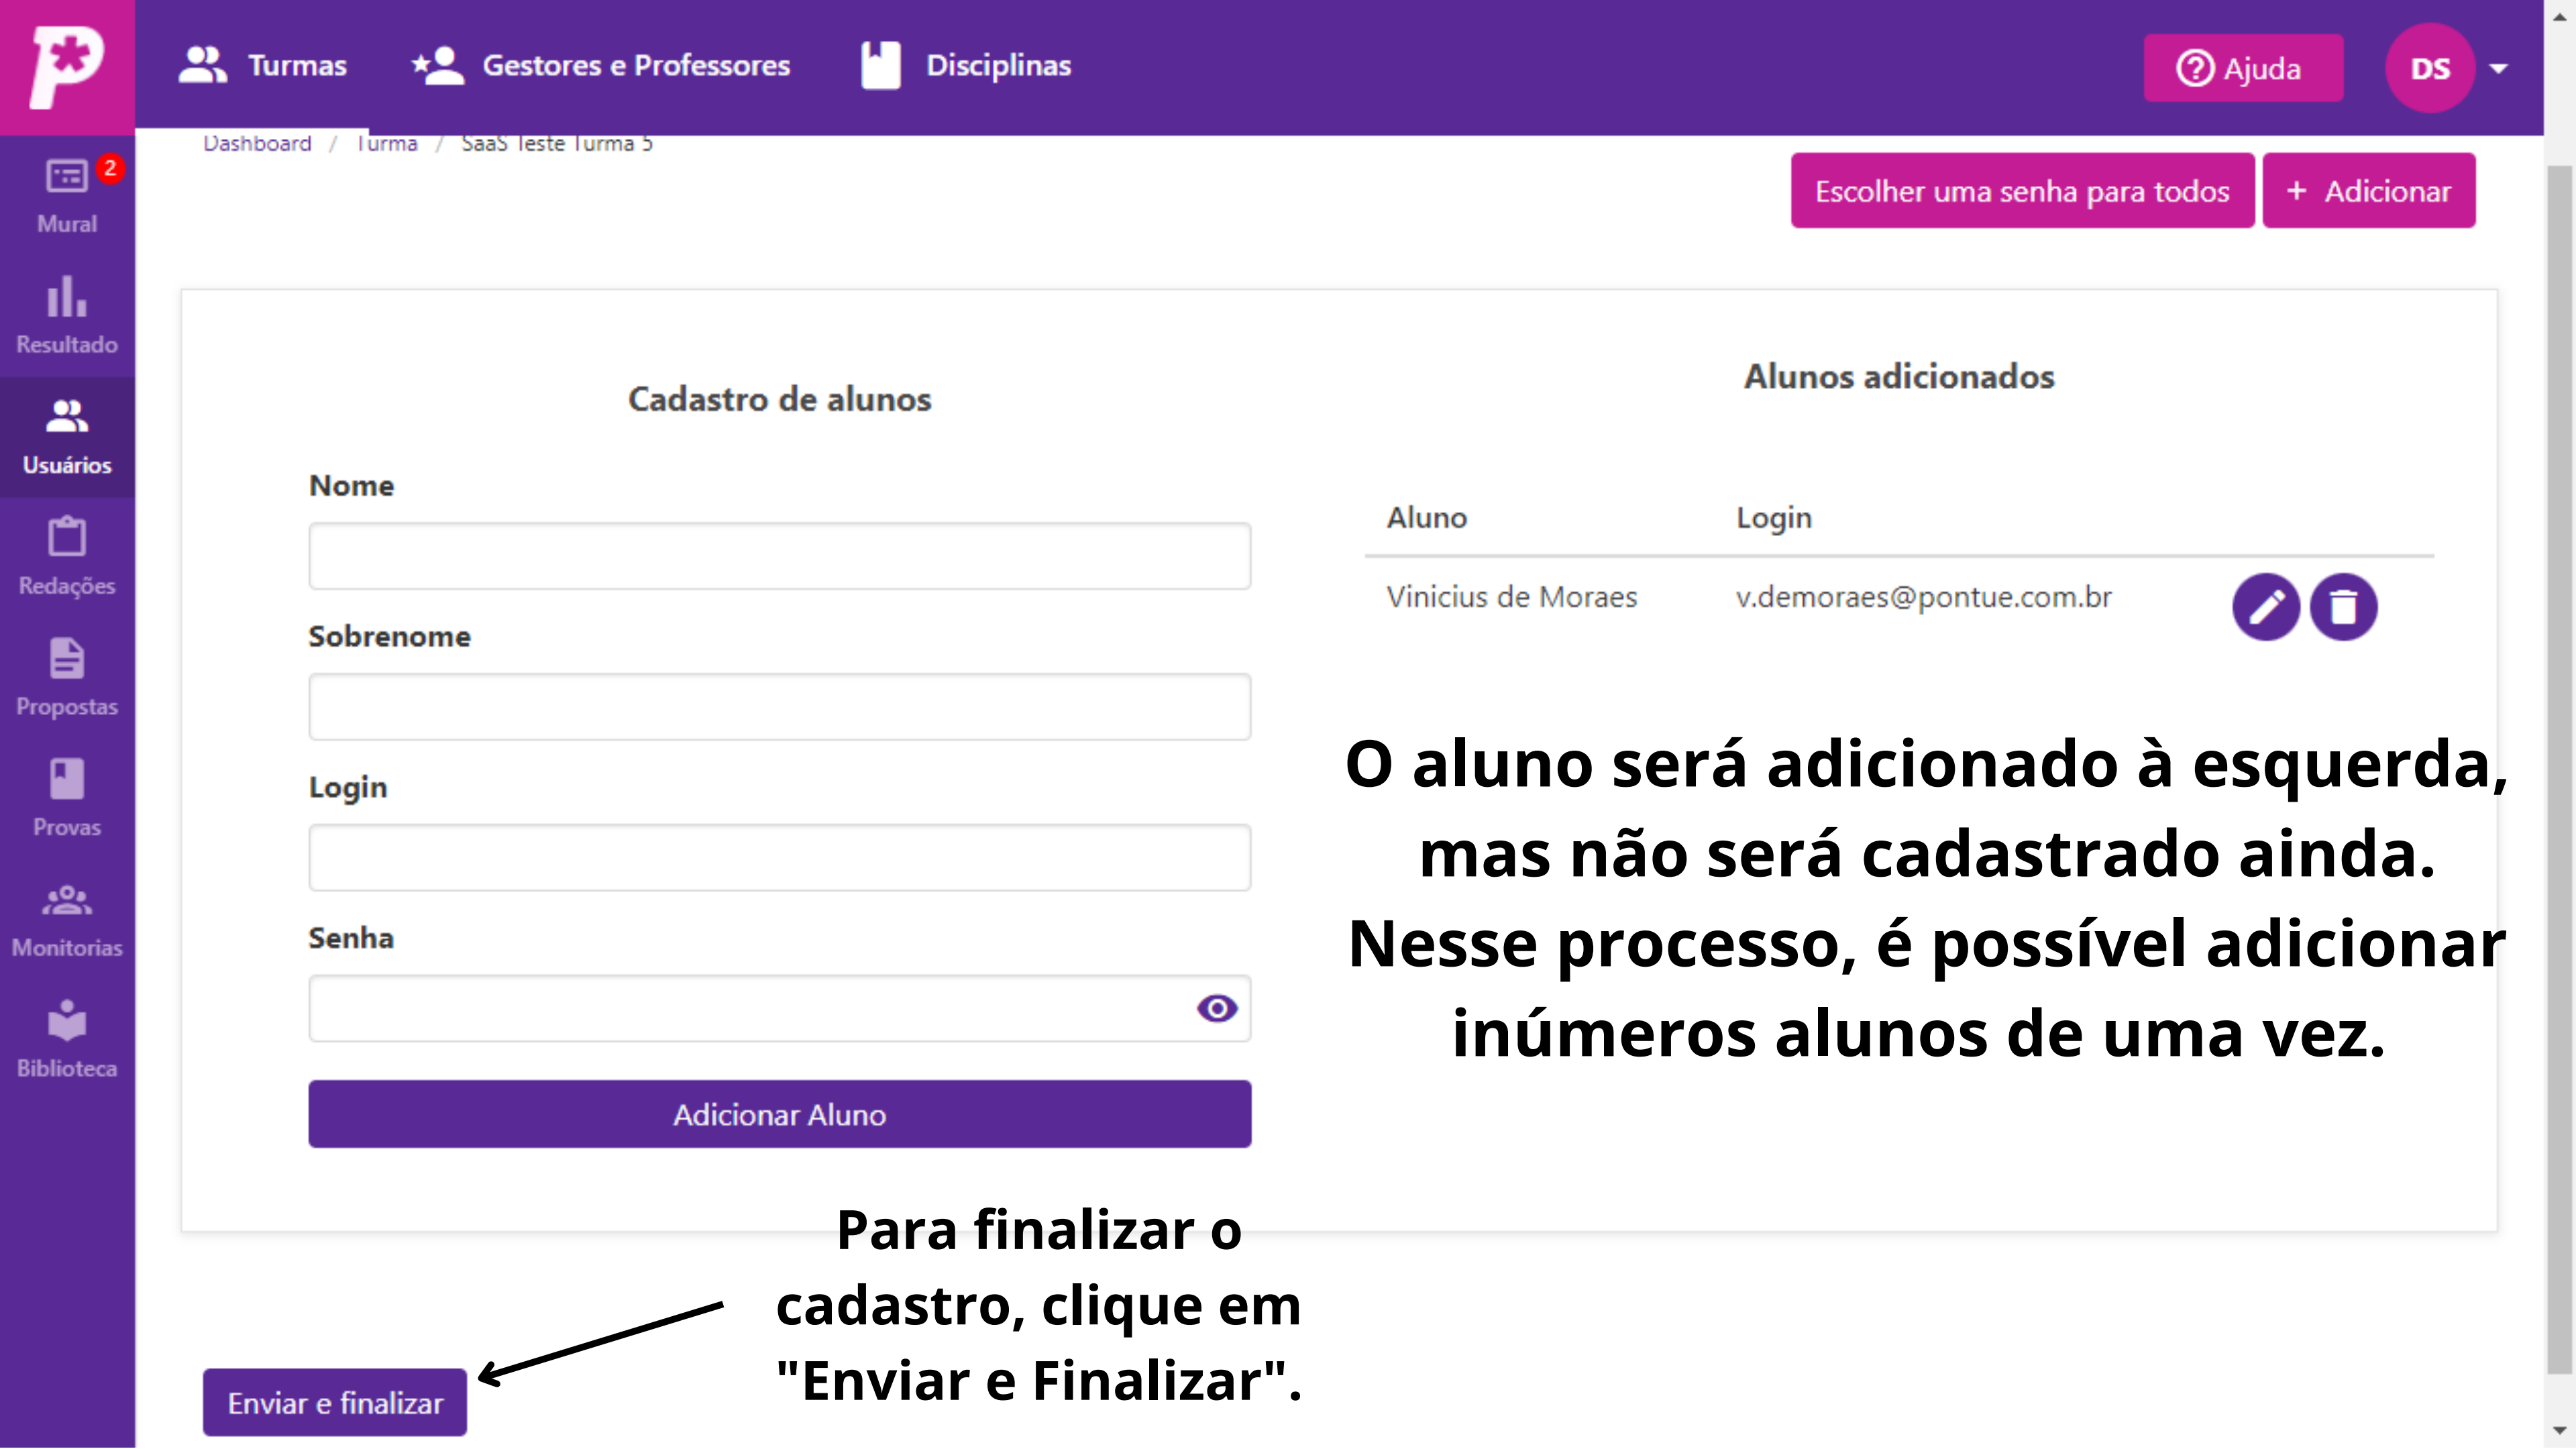 Turmas
Gestores e Professores
Disciplinas
Ajuda
DS
Dashboard / Turma / SaaS Teste Turma 5
Escolher uma senha para todos
+ Adicionar
2
Mural
Resultado
Usuários
Redações
Propostas
Provas
Monitorias
Biblioteca
Cadastro de alunos
Nome
Sobrenome
Login
Senha
Adicionar Aluno
Alunos adicionados
Aluno Login
Vinicius de Moraes v.demoraes@pontue.com.br
O aluno será adicionado à esquerda,
mas não será cadastrado ainda.
Nesse processo, é possível adicionar
inúmeros alunos de uma vez.
Para finalizar o
cadastro, clique em
"Enviar e Finalizar".
Enviar e finalizar